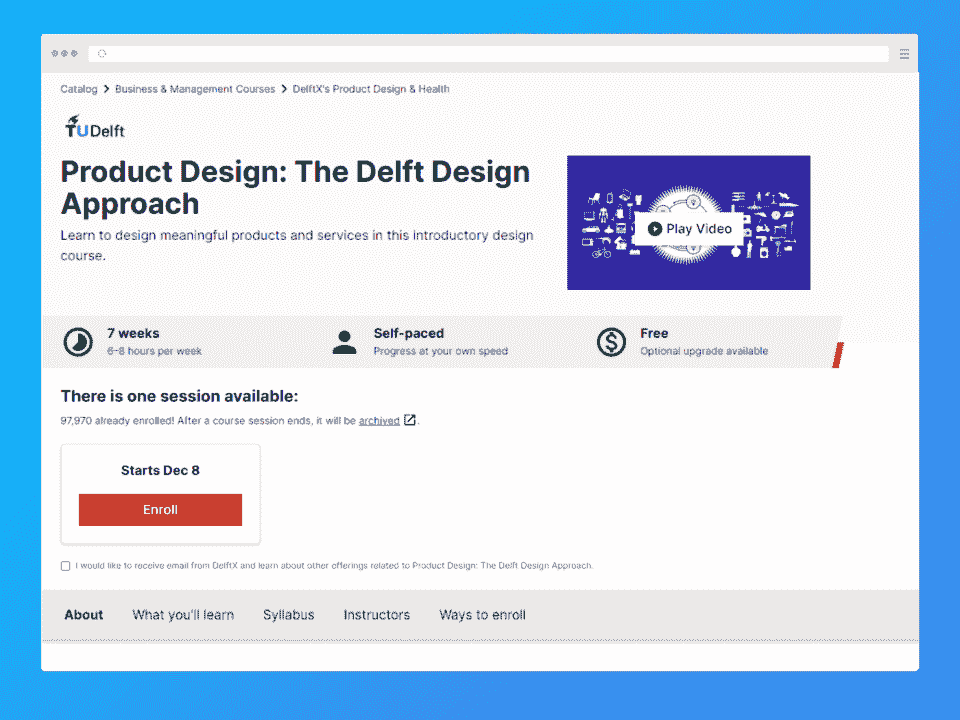 Catalog > Business & Management Courses > DelftX's Product Design & Health
TUDelft
Product Design: The Delft Design
Approach
Learn to design meaningful products and services in this introductory design
course.
Play Video
7 weeks
6–8 hours per week
Self-paced
Progress at your own speed
Free
Optional upgrade available
There is one session available:
97,970 already enrolled! After a course session ends, it will be archived.
Starts Dec 8
Enroll
I would like to receive email from DelftX and learn about other offerings related to Product Design: The Delft Design Approach.
About What you'll learn Syllabus Instructors Ways to enroll